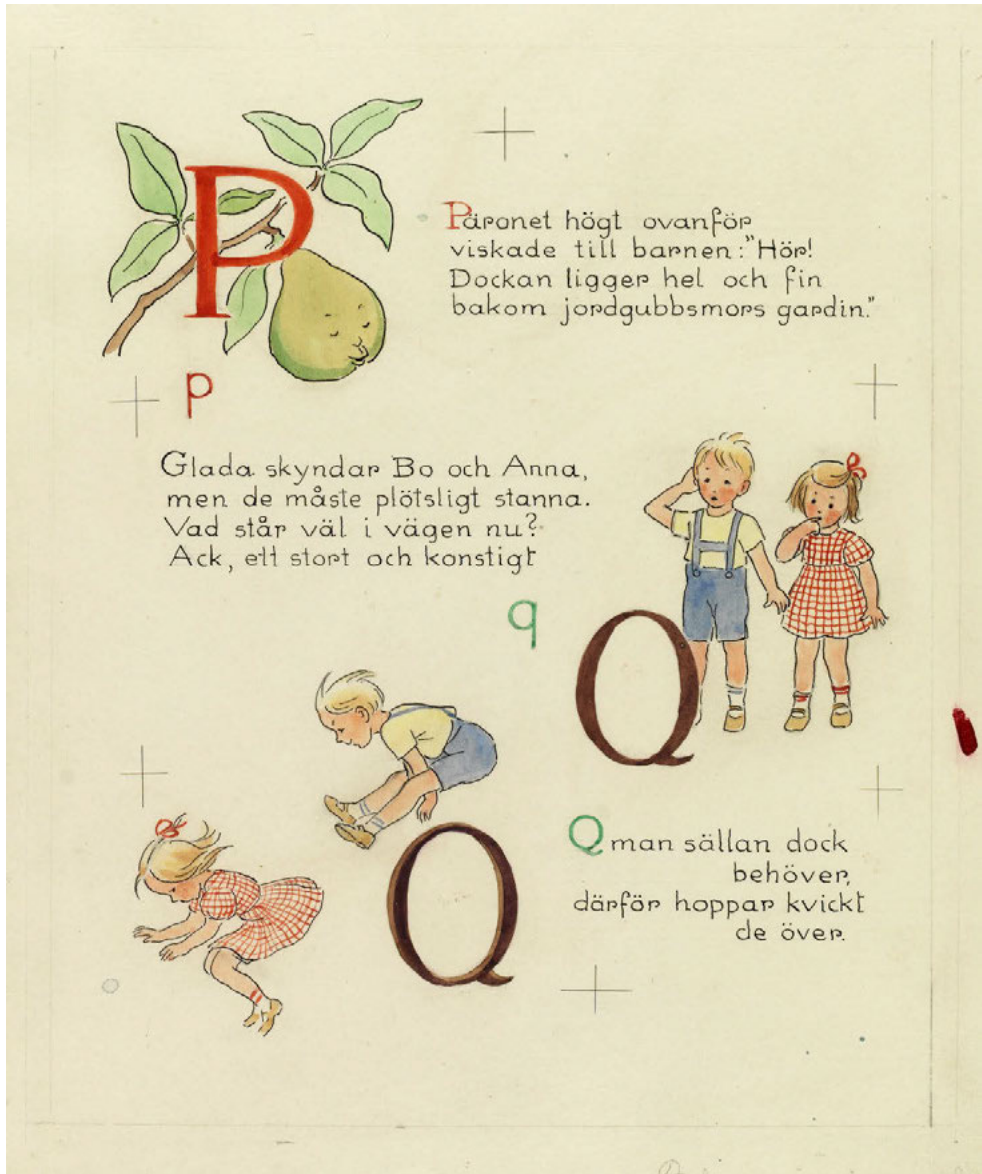 P
Päronet högt ovanför
viskade till barnen: "Hör!
Dockan ligger hel och fin
bakom jordgubbsmors gardin."
p
Glada skyndar Bo och Anna,
men de måste plötsligt stanna.
Vad står väl i vägen nu?
Ack, ett stort och konstigt
q
Q
Q
Q man sällan dock
behöver,
därför hoppar kvickt
de över.